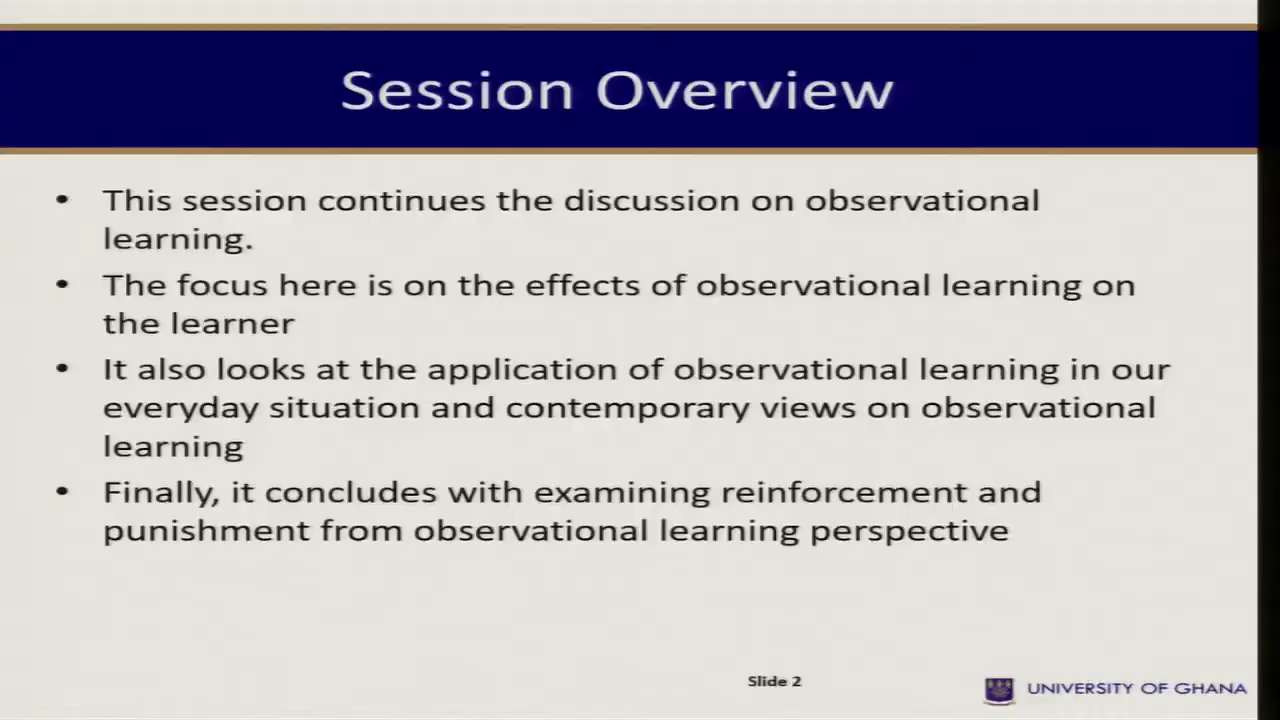 Session Overview
• This session continues the discussion on observational
learning.
• The focus here is on the effects of observational learning on
the learner
• It also looks at the application of observational learning in our
everyday situation and contemporary views on observational
learning
• Finally, it concludes with examining reinforcement and
punishment from observational learning perspective
Slide 2
UNIVERSITY OF GHANA